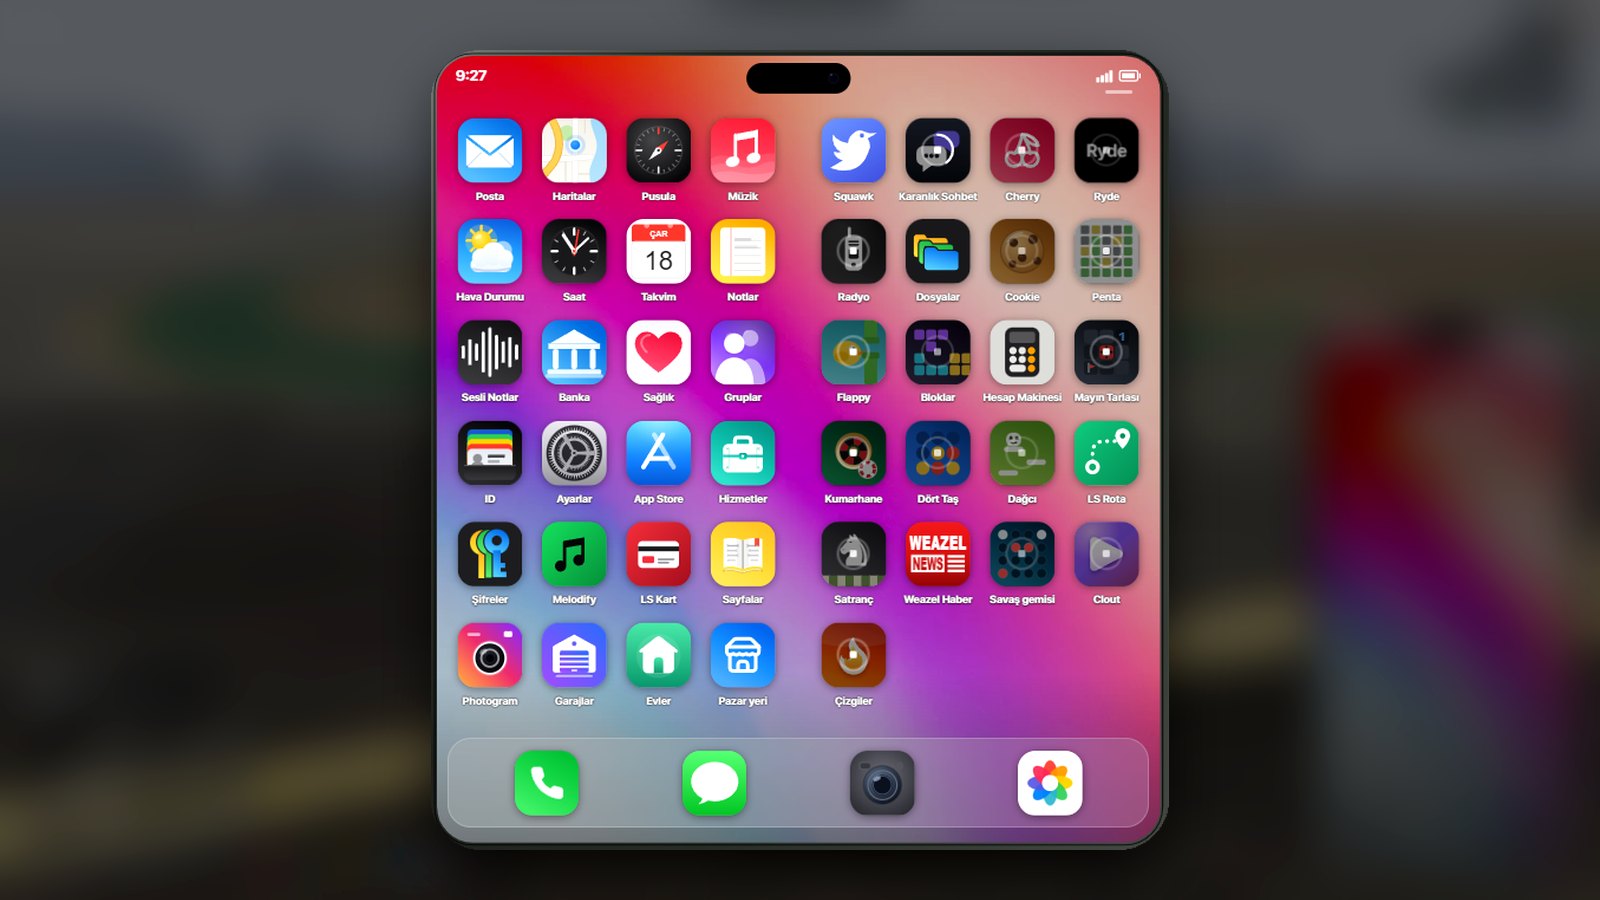 9:27
Posta
Haritalar
Pusula
Müzik
Squawk
Karanlık Sohbet
Cherry
Ryde
Ryde
ÇAR
18
Hava Durumu
Saat
Takvim
Notlar
Radyo
Dosyalar
Cookie
Penta
1
Sesli Notlar
Banka
Sağlık
Gruplar
Flappy
Bloklar
Hesap Makinesi
Mayın Tarlası
ID
Ayarlar
App Store
Hizmetler
Kumarhane
Dört Taş
Dağcı
LS Rota
WEAZEL
NEWS
Şifreler
Melodify
LS Kart
Sayfalar
Satranç
Weazel Haber
Savaş gemisi
Clout
Photogram
Garajlar
Evler
Pazar yeri
Çizgiler